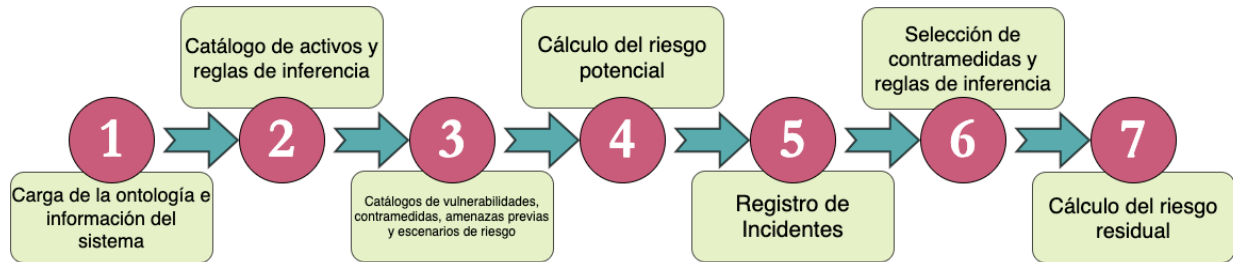 1
Carga de la ontología e
información del
sistema
2
Catálogo de activos y
reglas de inferencia
3
Catálogos de vulnerabilidades,
contramedidas, amenazas previas
y escenarios de riesgo
4
Cálculo del riesgo
potencial
5
Registro de
Incidentes
6
Selección de
contramedidas y
reglas de inferencia
7
Cálculo del riesgo
residual